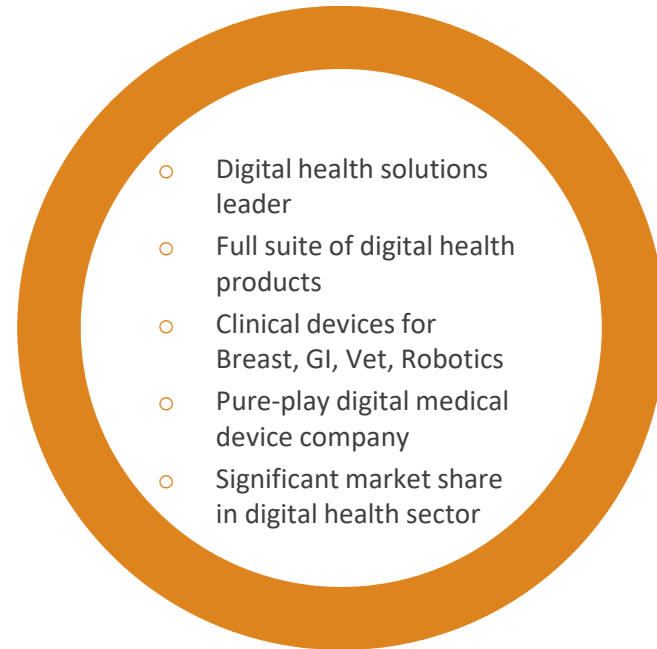 ○ Digital health solutions
leader
○ Full suite of digital health
products
○ Clinical devices for
Breast, GI, Vet, Robotics
○ Pure-play digital medical
device company
○ Significant market share
in digital health sector